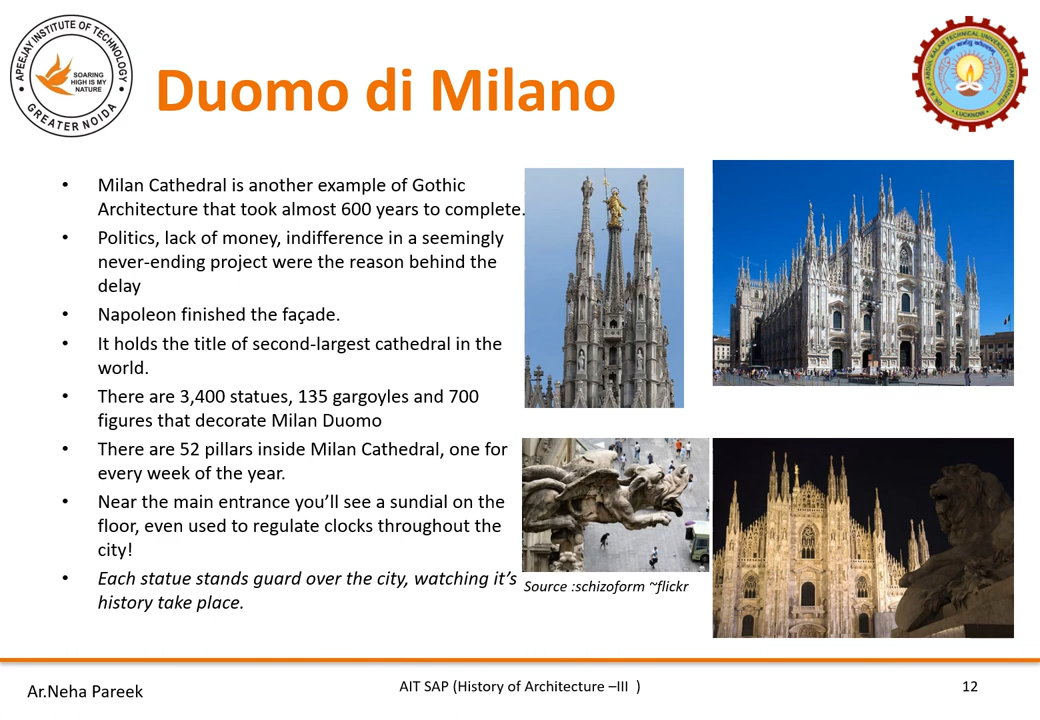 APEEJAY INSTITUTE OF TECHNOLOGY
SOARING
HIGH IS MY
NATURE
GREATER NOIDA
Duomo di Milano
• Milan Cathedral is another example of Gothic
Architecture that took almost 600 years to complete.
• Politics, lack of money, indifference in a seemingly
never-ending project were the reason behind the
delay
• Napoleon finished the façade.
• It holds the title of second-largest cathedral in the
world.
• There are 3,400 statues, 135 gargoyles and 700
figures that decorate Milan Duomo
• There are 52 pillars inside Milan Cathedral, one for
every week of the year.
• Near the main entrance you’ll see a sundial on the
floor, even used to regulate clocks throughout the
city!
• Each statue stands guard over the city, watching it’s
history take place.
Source :schizoform ~flickr
Ar.Neha Pareek
AIT SAP (History of Architecture –III )
12